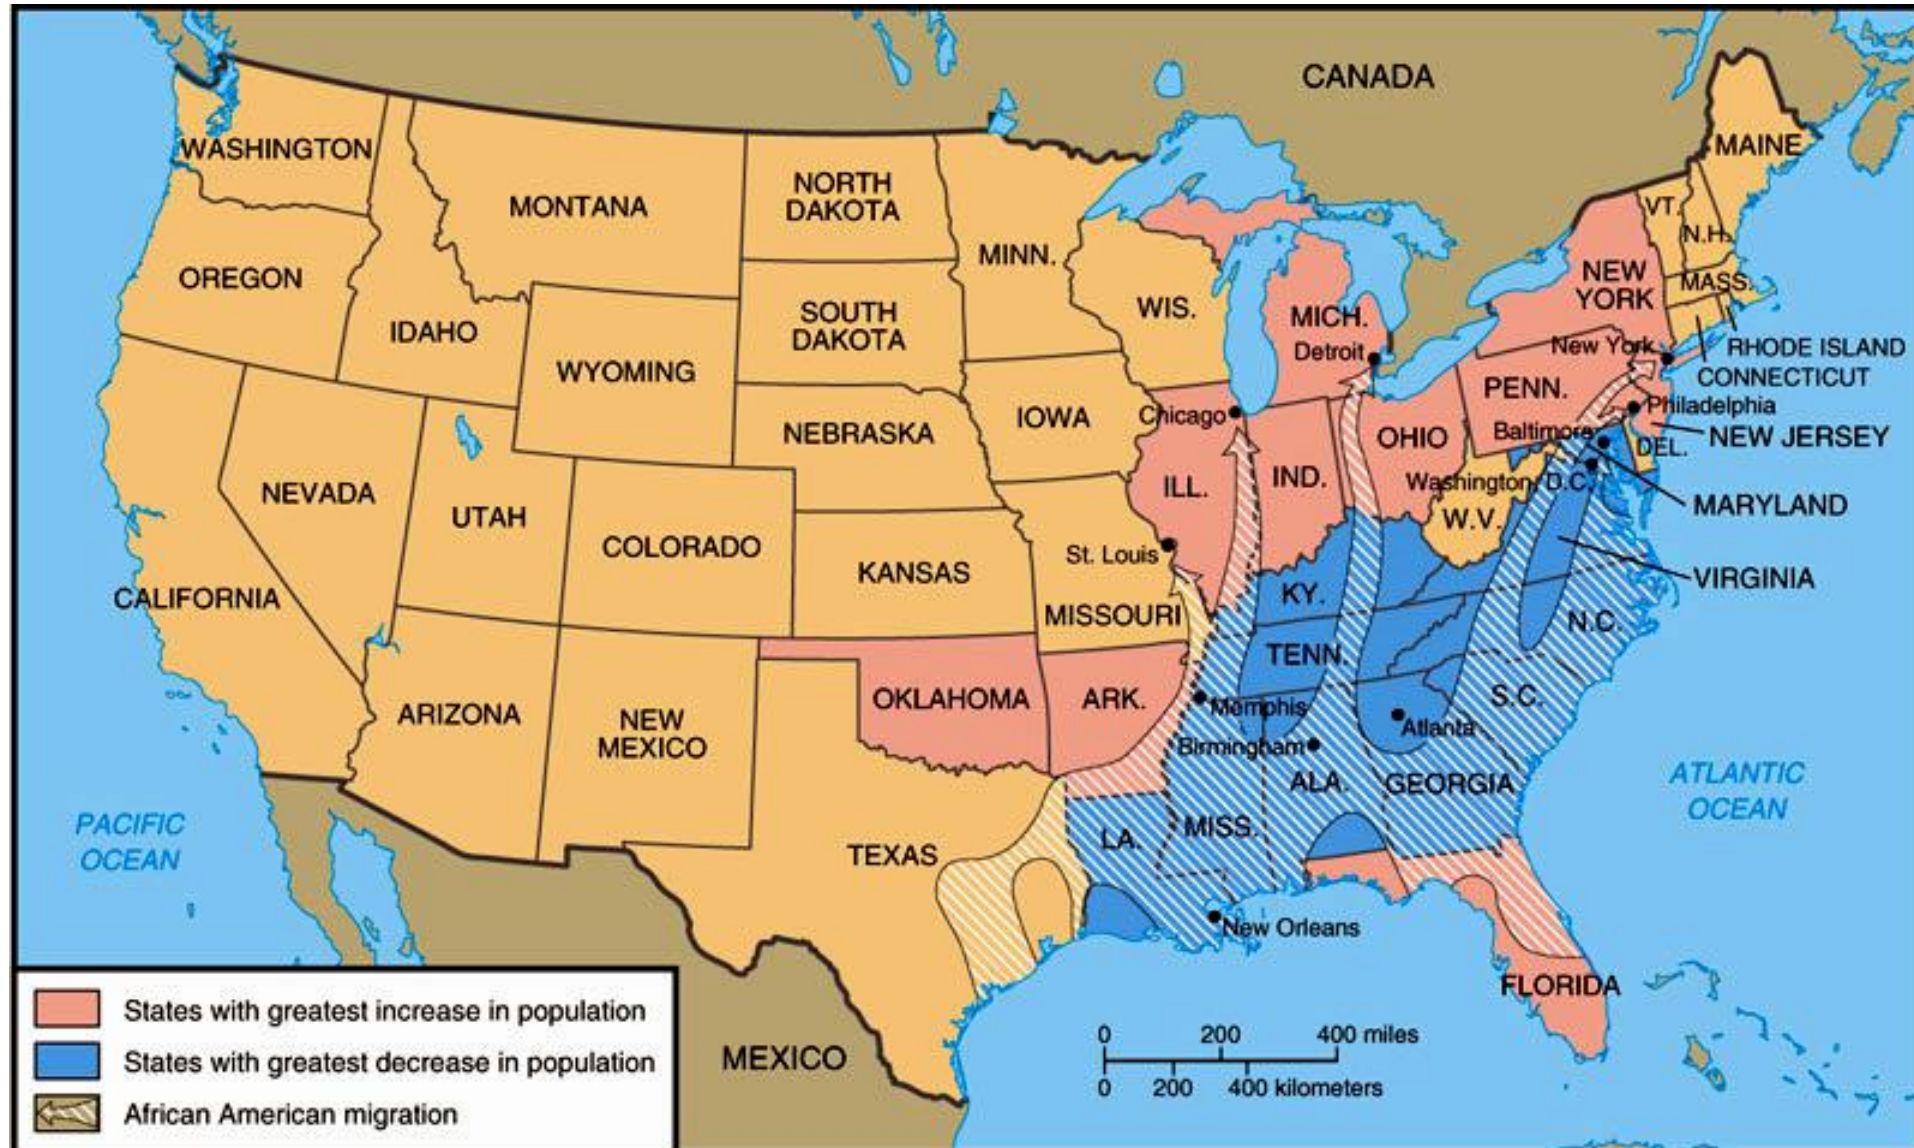 CANADA
WASHINGTON
MONTANA
NORTH
DAKOTA
MINN.
MAINE
VT.
N.H.
OREGON
IDAHO
SOUTH
DAKOTA
WIS.
MICH.
Detroit
NEW
YORK
MASS.
WYOMING
New York
RHODE ISLAND
CONNECTICUT
PENN.
Philadelphia
NEW JERSEY
IOWA
Chicago
NEBRASKA
OHIO
Baltimore
DEL.
NEVADA
UTAH
ILL.
IND.
Washington, D.C.
MARYLAND
W.V.
COLORADO
KANSAS
St. Louis
CALIFORNIA
MISSOURI
KY.
VIRGINIA
N.C.
TENN.
ARIZONA
NEW
MEXICO
OKLAHOMA
ARK.
Memphis
S.C.
Atlanta
Birmingham
ALA.
GEORGIA
ATLANTIC
OCEAN
PACIFIC
OCEAN
TEXAS
LA.
MISS.
New Orleans
FLORIDA
MEXICO
0 200 400 miles
0 200 400 kilometers
States with greatest increase in population
States with greatest decrease in population
African American migration